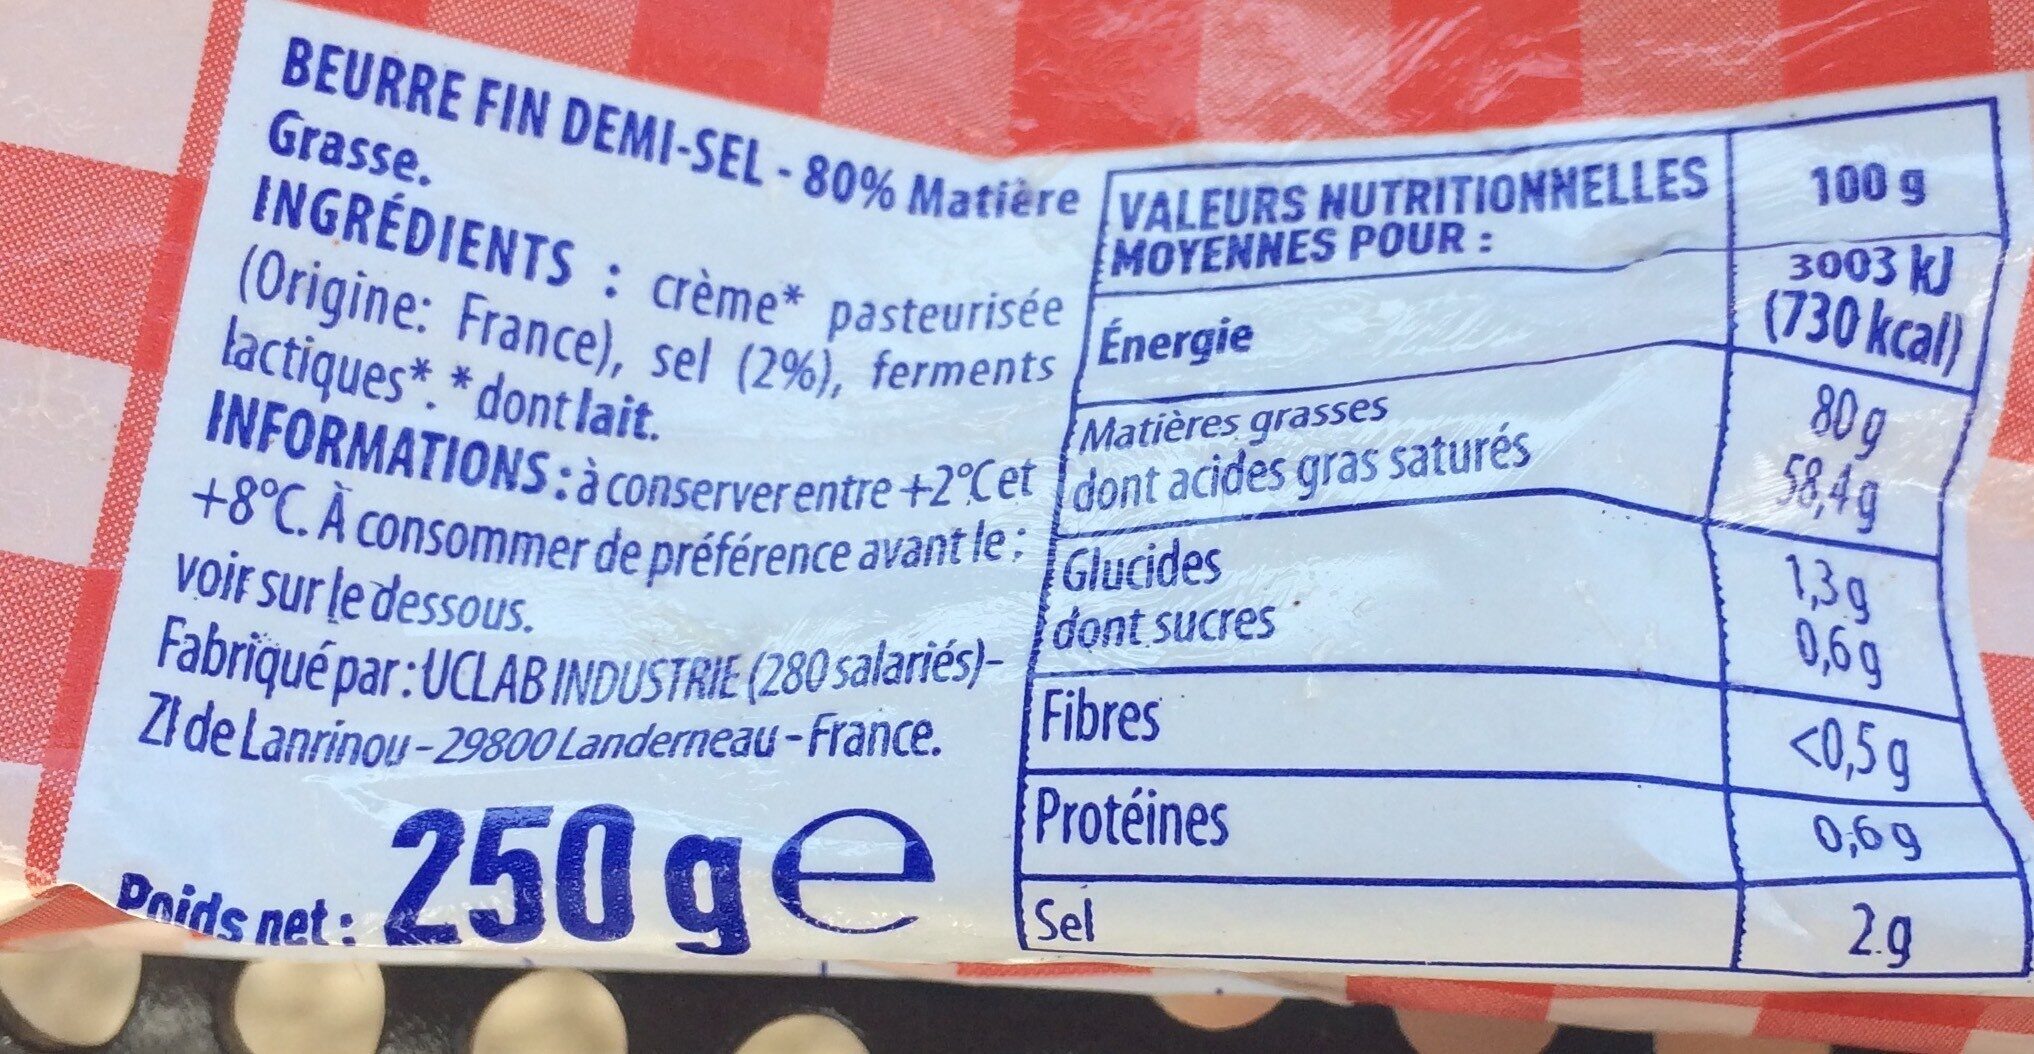 BEURRE FIN DEMI-SEL - 80% Matière
Grasse.
INGRÉDIENTS : crème* pasteurisée
(Origine: France), sel (2%), ferments
lactiques*. * dont lait.
INFORMATIONS : à conserver entre +2°C et
+8°C. À consommer de préférence avant le :
voir sur le dessous.
Fabriqué par : UCLAB INDUSTRIE (280 salariés)-
ZI de Lanrinou - 29800 Landerneau - France.
Poids net : 250 g e
VALEURS NUTRITIONNELLES
MOYENNES POUR : 100 g
Énergie 3003 kJ
(730 kcal)
Matières grasses 80 g
dont acides gras saturés 58,4 g
Glucides 1,3 g
dont sucres 0,6 g
Fibres <0,5 g
Protéines 0,6 g
Sel 2 g